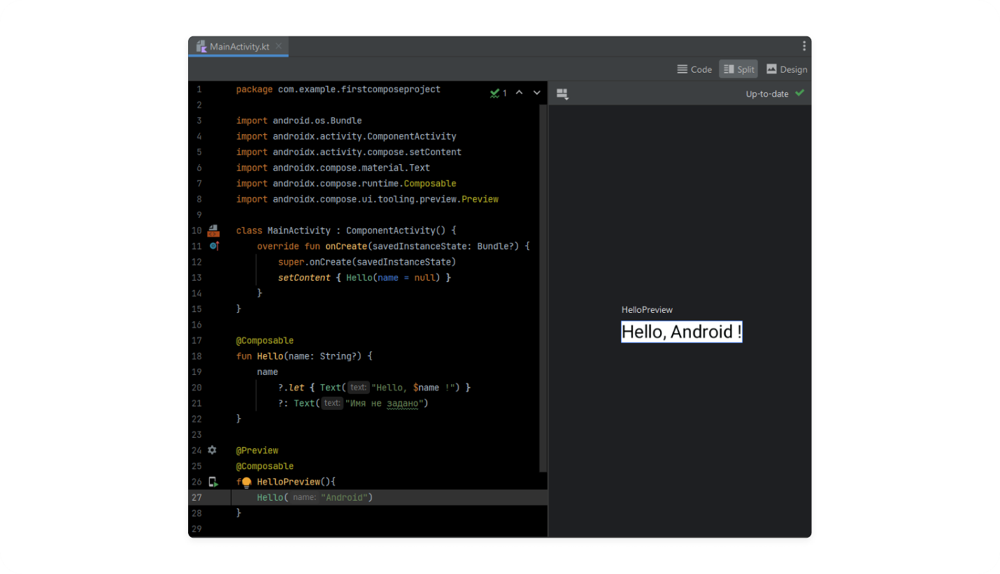 MainActivity.kt
Code Split Design
1 package com.example.firstcomposeproject
1
Up-to-date
2
3 import android.os.Bundle
4 import androidx.activity.ComponentActivity
5 import androidx.activity.compose.setContent
6 import androidx.compose.material.Text
7 import androidx.compose.runtime.Composable
8 import androidx.compose.ui.tooling.preview.Preview
9
10 class MainActivity : ComponentActivity() {
11 override fun onCreate(savedInstanceState: Bundle?) {
12 super.onCreate(savedInstanceState)
13 setContent { Hello(name = null) }
14 }
15 }
16
17 @Composable
18 fun Hello(name: String?) {
19 name
20 ?.let { Text( text: "Hello, $name !") }
21 ?: Text( text: "Имя не задано")
22 }
23
24 @Preview
25 @Composable
26 f HelloPreview(){
27 Hello( name: "Android")
28 }
29
HelloPreview
Hello, Android !